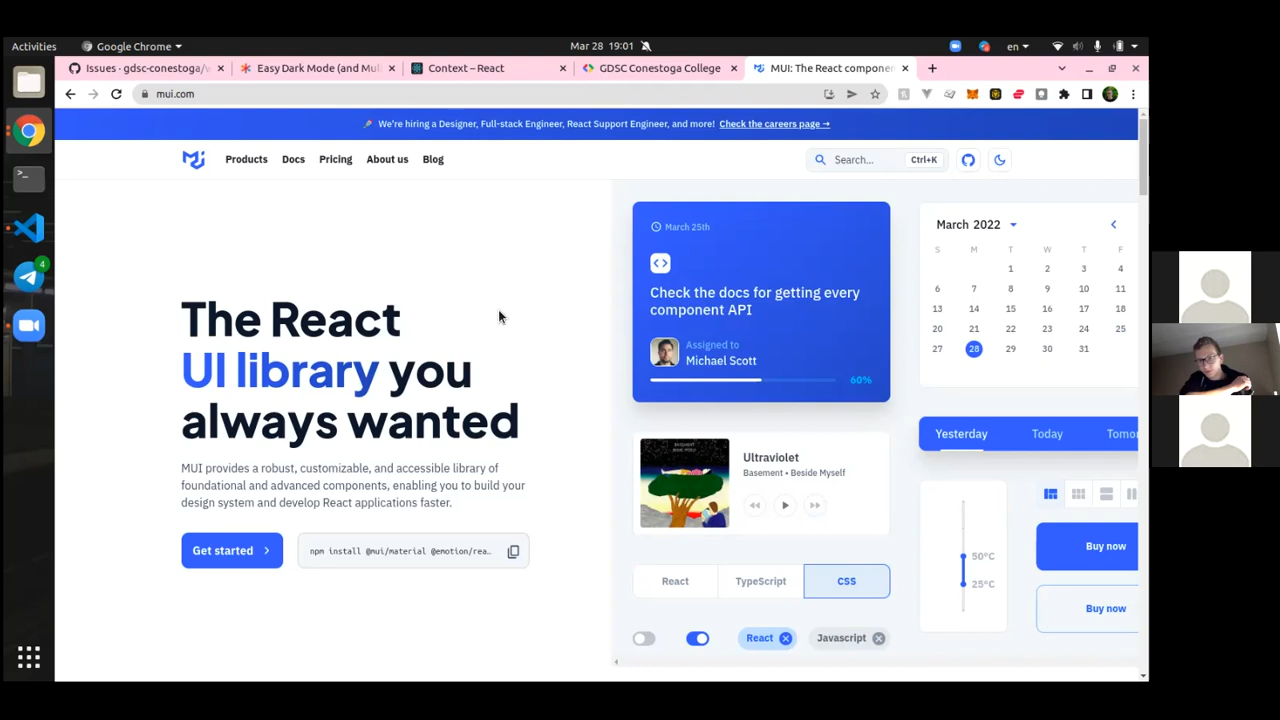 Activities
Google Chrome
Mar 28 19:01
en
Issues · gdsc-conestoga/w
Easy Dark Mode (and Mul
Context – React
GDSC Conestoga College
MUI: The React componen
mui.com
We're hiring a Designer, Full-stack Engineer, React Support Engineer, and more! Check the careers page →
Products
Docs
Pricing
About us
Blog
Search...
Ctrl+K
The React
UI library you
always wanted
MUI provides a robust, customizable, and accessible library of
foundational and advanced components, enabling you to build your
design system and develop React applications faster.
Get started
npm install @mui/material @emotion/rea...
March 25th
Check the docs for getting every
component API
Assigned to
Michael Scott
60%
Ultraviolet
Basement • Beside Myself
React
TypeScript
CSS
React
Javascript
March 2022
S M T W T F
1 2 3 4
6 7 8 9 10 11
13 14 15 16 17 18
20 21 22 23 24 25
27 28 29 30 31
Yesterday
Today
Tomor
50°C
25°C
Buy now
Buy now
4